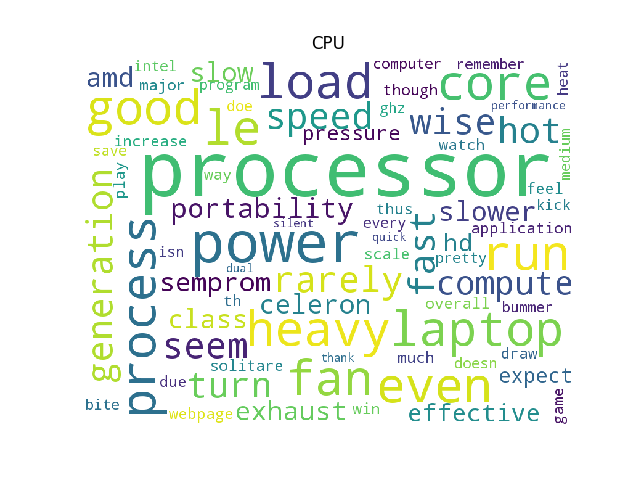 CPU
intel
amd
major
slow
program
load
computer
remember
though
core
heat
good
doe
le
speed
ghz
performance
pressure
wise
hot
increase
watch
save
processor
medium
play
way
feel
generation
process
portability
thus
every
slower
kick
silent
quick
application
isn
power
scale
fast
hd
pretty
run
dual
semprom
rarely
compute
th
celeron
overall
bummer
class
heavy
laptop
seem
solitare
thank
much
doesn
draw
due
turn
fan
even
expect
game
bite
webpage
exhaust
win
effective